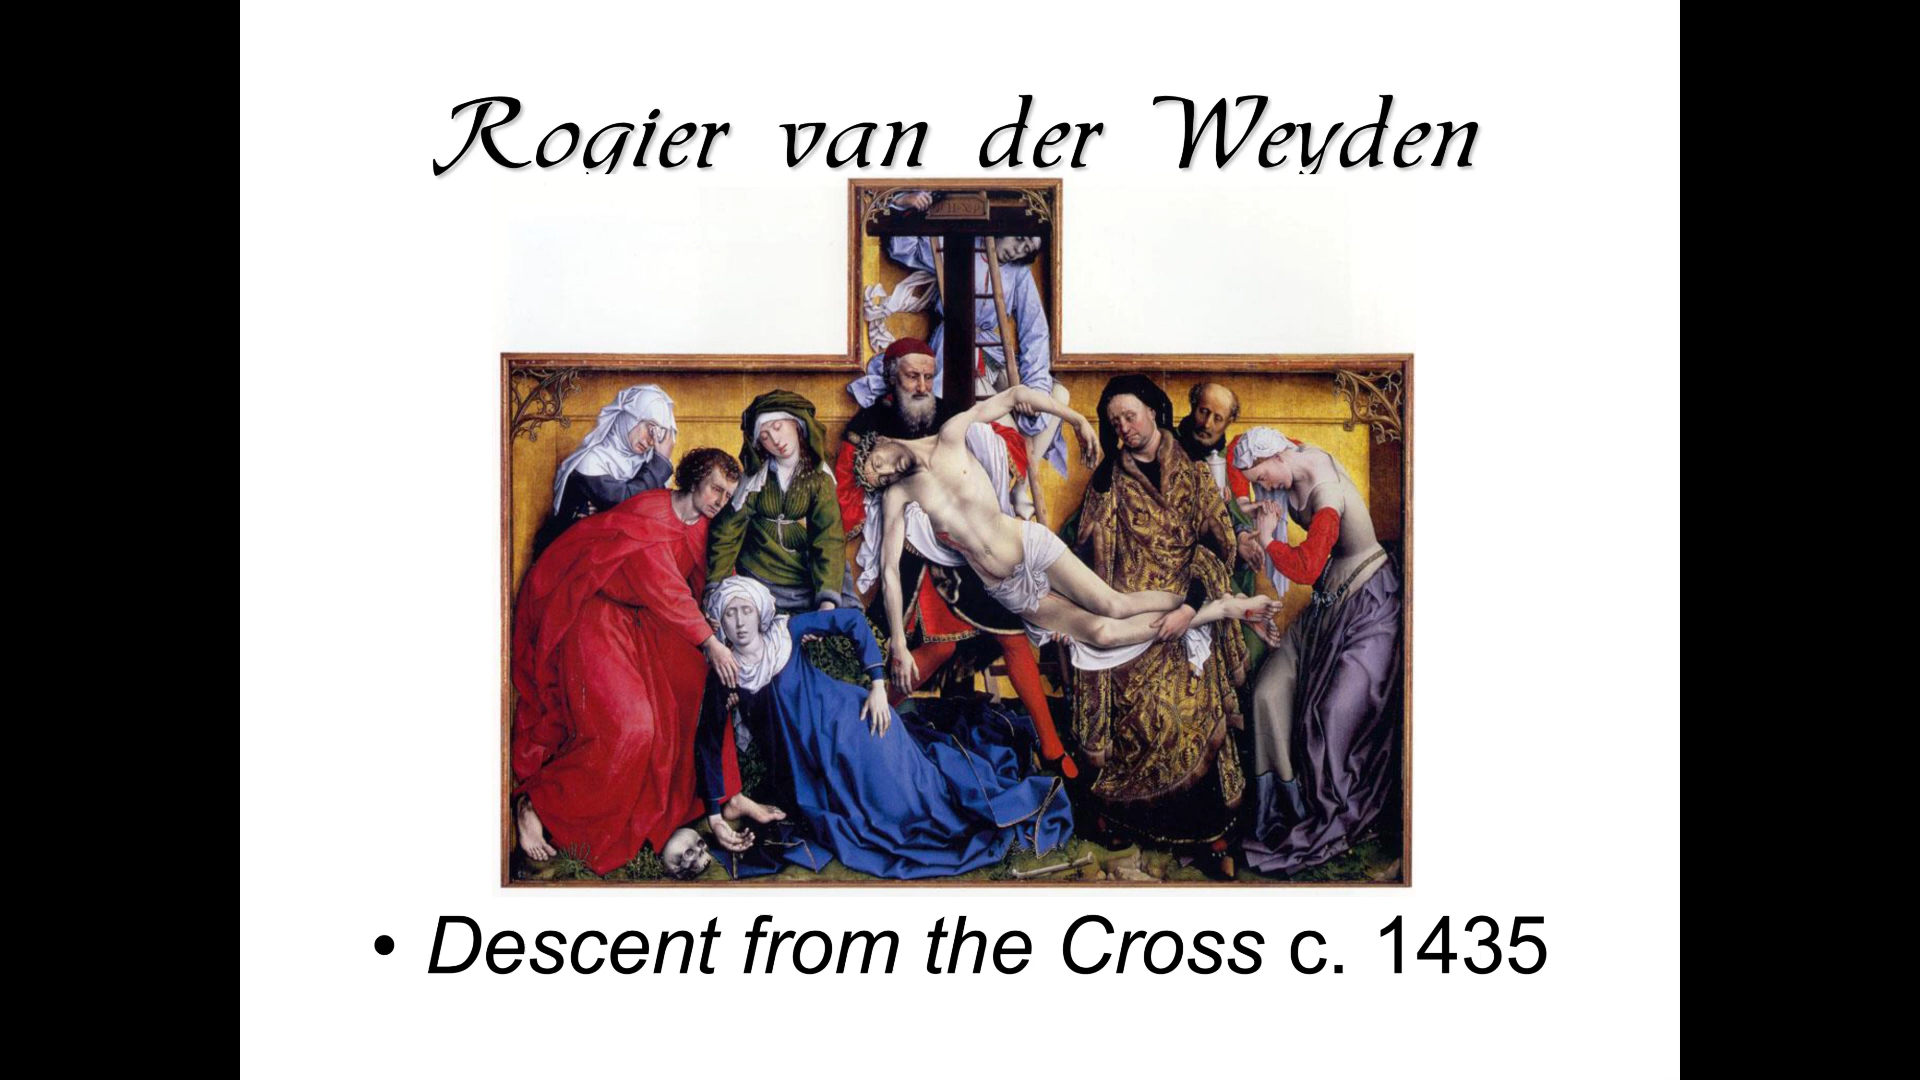 Rogier van der Weyden
• Descent from the Cross c. 1435